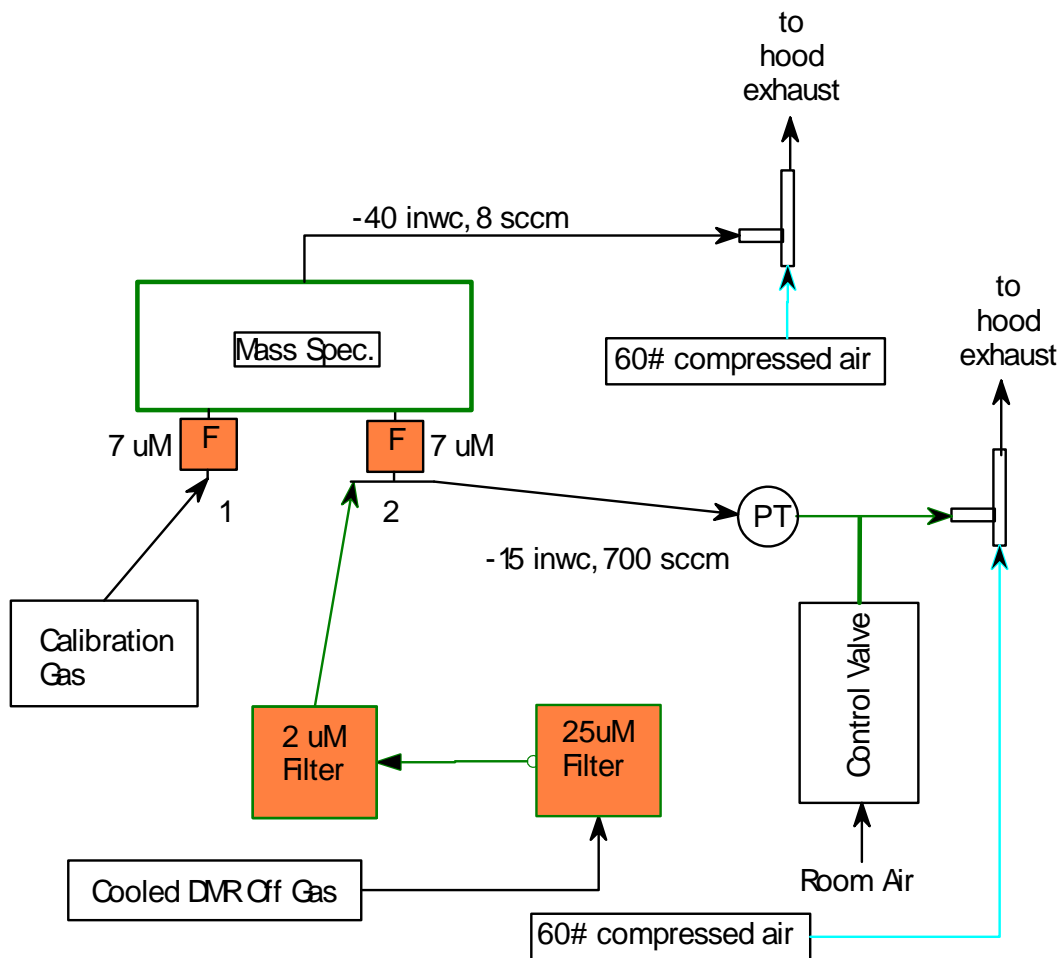 to
hood
exhaust
-40 inwc, 8 sccm
to
hood
exhaust
Mass Spec.
60# compressed air
7 uM
F
F
7 uM
1
2
PT
-15 inwc, 700 sccm
Calibration
Gas
Control Valve
2 uM
Filter
25uM
Filter
Cooled DMR Off Gas
Room Air
60# compressed air